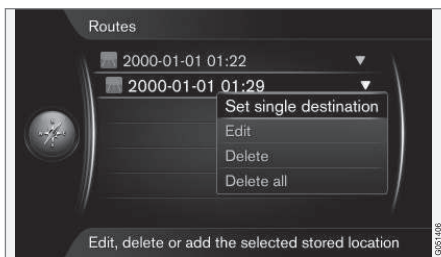 Routes
2000-01-01 01:22
2000-01-01 01:29
Set single destination
Edit
Delete
Delete all
Edit, delete or add the selected stored location
G051406